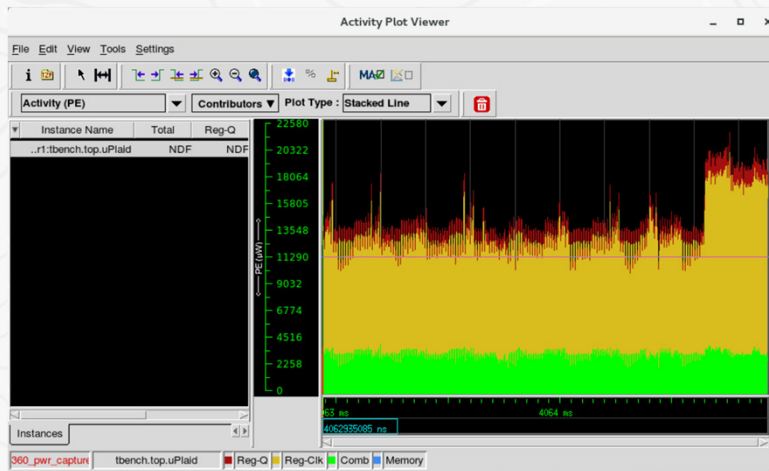 Activity Plot Viewer
File Edit View Tools Settings
i % MA
Activity (PE) Contributors Plot Type : Stacked Line
Instance Name Total Reg-Q
..r1:tbench.top.uPlaid NDF NDF
22580
20322
18064
15805
13548
11290
9032
6774
4516
2258
0
PE (uW)
63 ms 4064 ms
4062935085 ns
Instances
360_pwr_capture tbench.top.uPlaid Reg-Q Reg-Clk Comb Memory